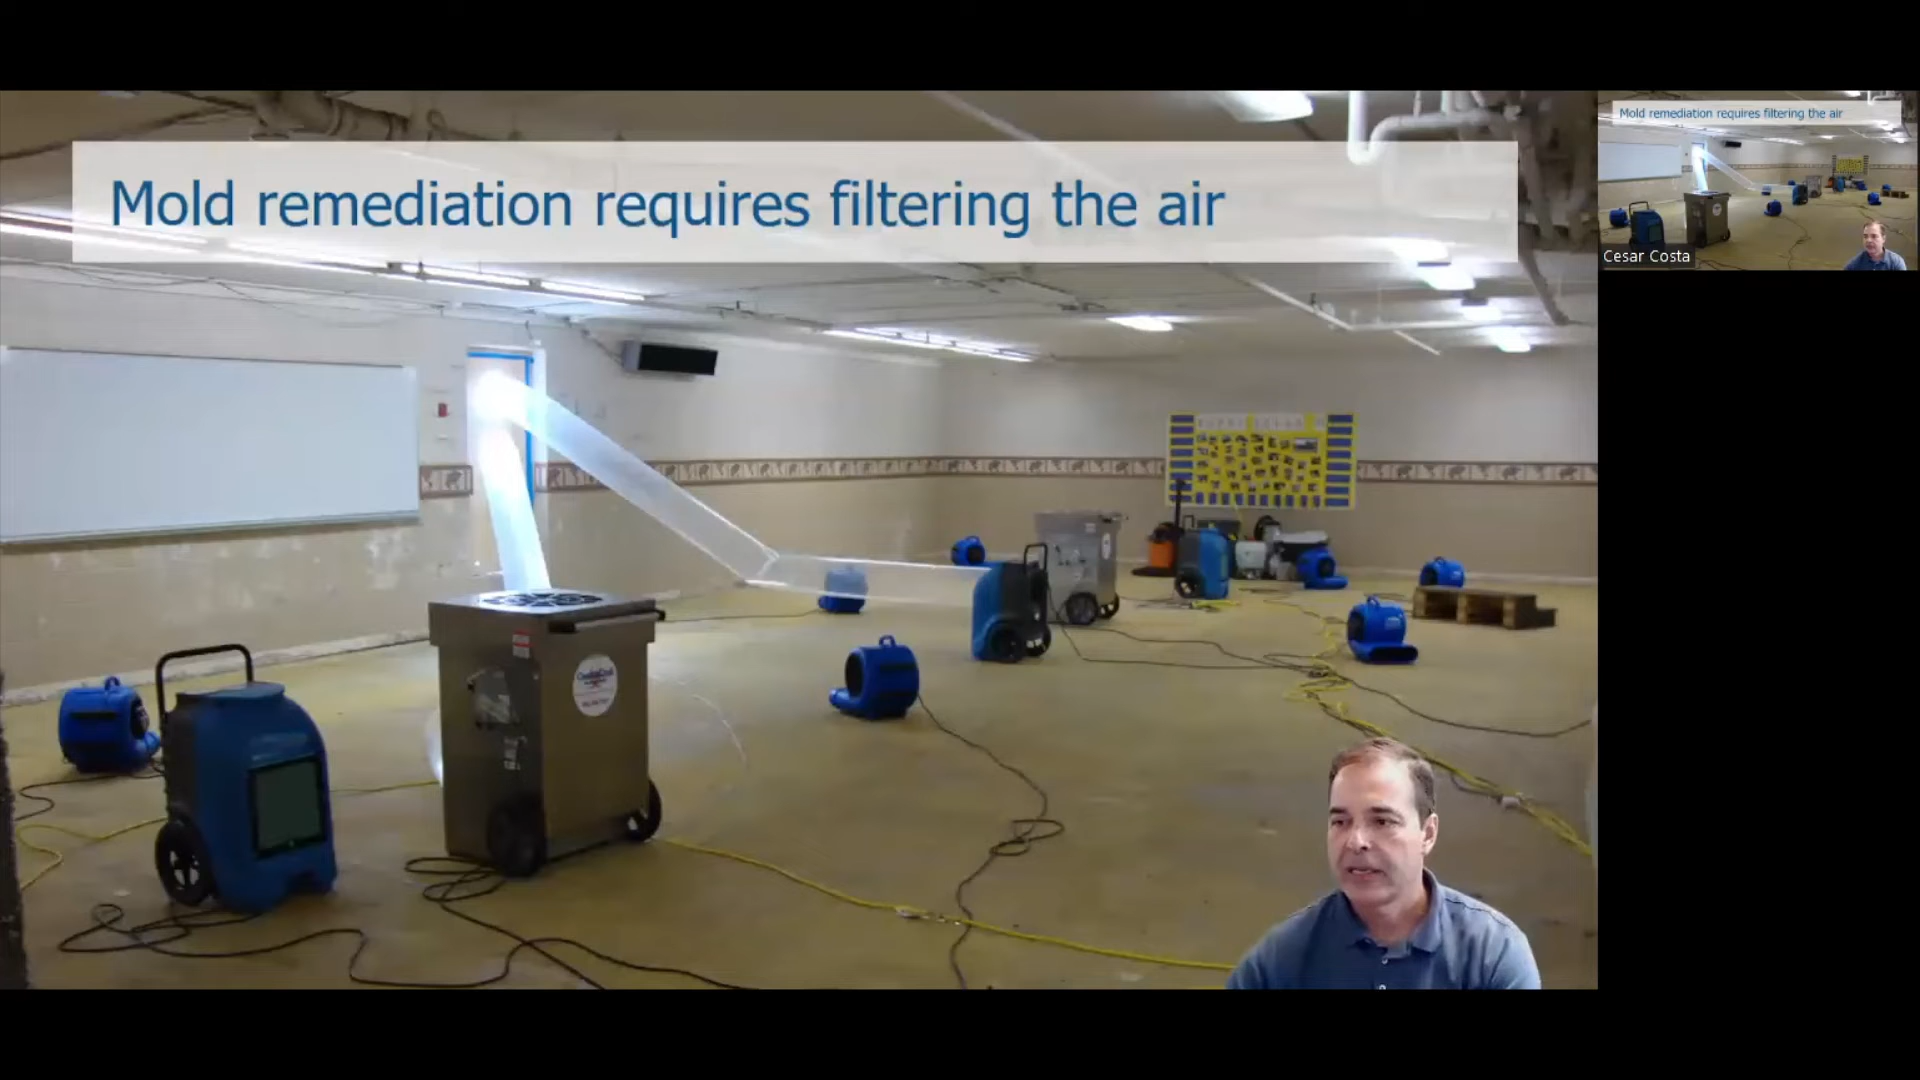 Mold remediation requires filtering the air
Mold remediation requires filtering the air
Cesar Costa